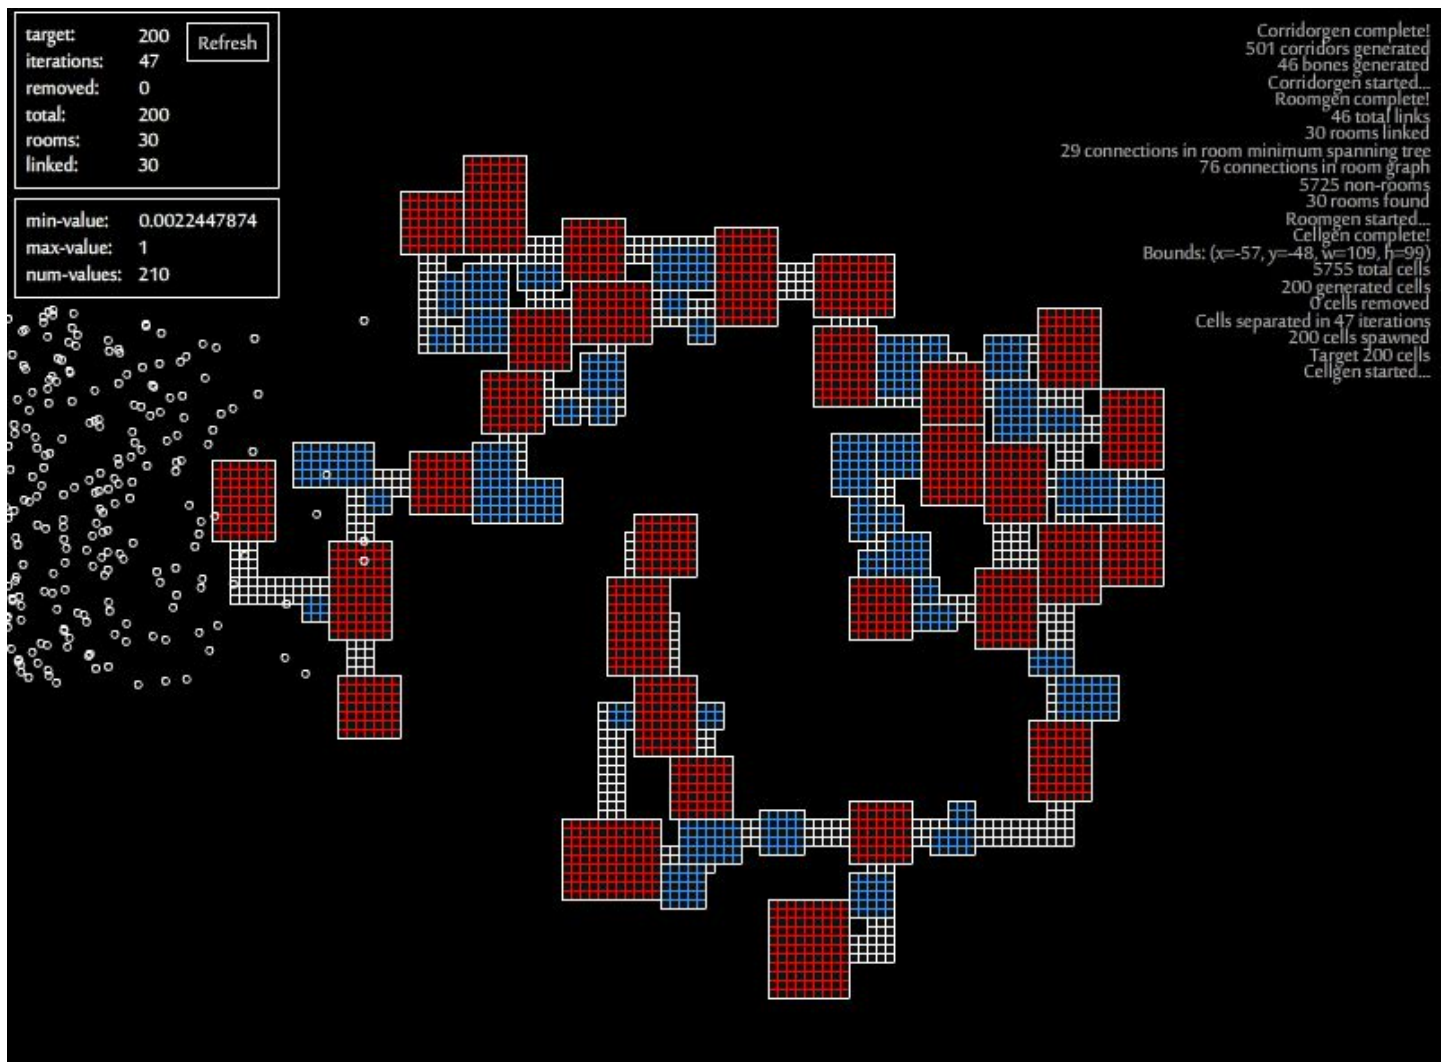 target: 200 Refresh
iterations: 47
removed: 0
total: 200
rooms: 30
linked: 30
min-value: 0.0022447874
max-value: 1
num-values: 210
Corridorgen complete!
501 corridors generated
46 bones generated
Corridorgen started...
Roomgen complete!
46 total links
30 rooms linked
29 connections in room minimum spanning tree
76 connections in room graph
5725 non-rooms
30 rooms found
Roomgen started...
Cellgen complete!
Bounds: (x=-57, y=-48, w=109, h=99)
5755 total cells
200 generated cells
0 cells removed
Cells separated in 47 iterations
200 cells spawned
Target 200 cells
Cellgen started...